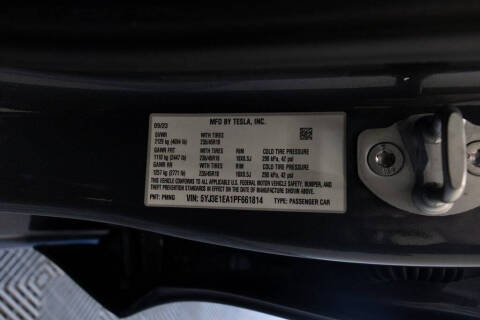 MFD BY TESLA, INC.
09/23
GVWR WITH TIRES
2129 kg (4694 lb) 235/45R18
GAWR FRT WITH TIRES RIM COLD TIRE PRESSURE
1110 kg (2447 lb) 235/45R18 18X8.5J 290 kPa, 42 psi
GAWR RR WITH TIRES RIM COLD TIRE PRESSURE
1257 kg (2771 lb) 235/45R18 18X8.5J 290 kPa, 42 psi
THIS VEHICLE CONFORMS TO ALL APPLICABLE
U.S. FEDERAL MOTOR VEHICLE SAFETY, BUMPER, AND
THEFT PREVENTION STANDARDS IN EFFECT ON THE
DATE OF MANUFACTURE SHOWN ABOVE.
PNT: PMNG VIN: 5YJ3E1EA1PF661814 TYPE: PASSENGER CAR